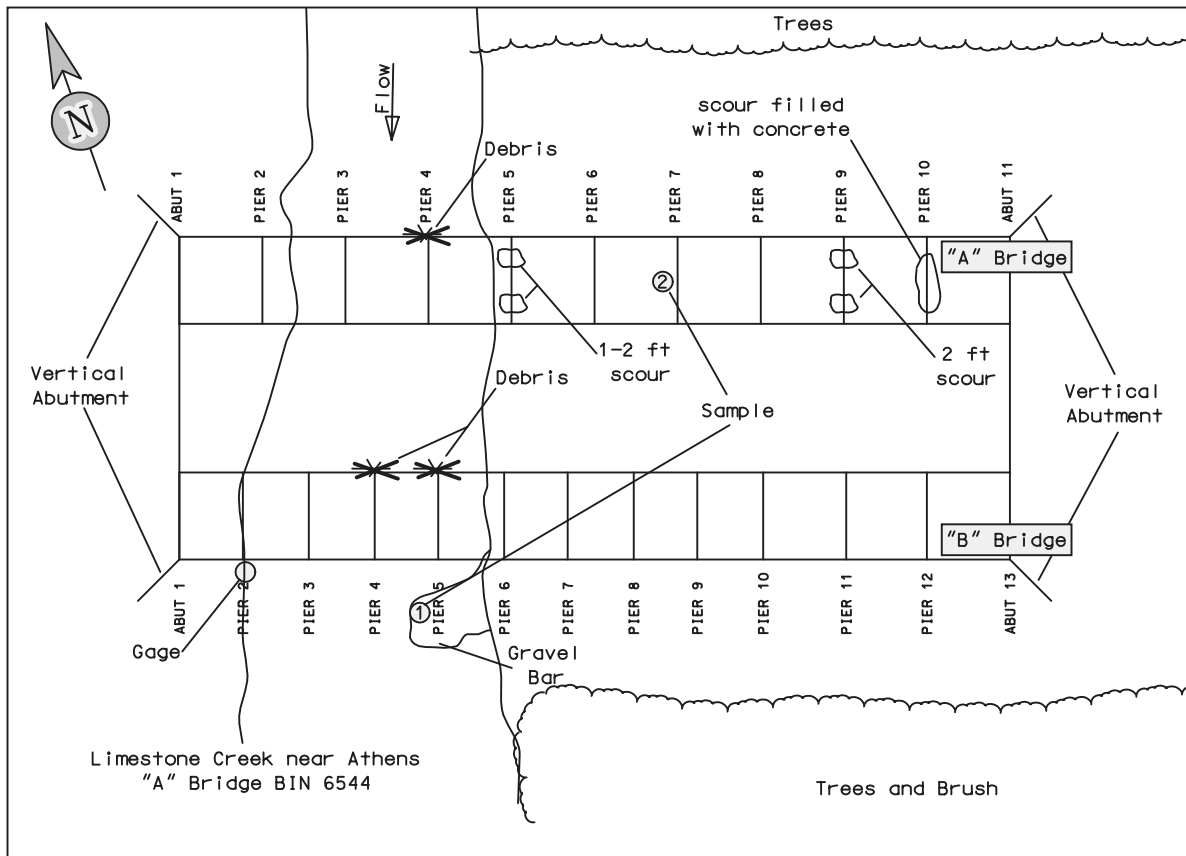 Trees
N
Flow
scour filled
with concrete
Debris
ABUT 1
PIER 2
PIER 3
PIER 4
PIER 5
PIER 6
PIER 7
PIER 8
PIER 9
PIER 10
ABUT 11
"A" Bridge
2
1-2 ft
scour
2 ft
scour
Vertical
Abutment
Debris
Sample
Vertical
Abutment
"B" Bridge
ABUT 1
PIER 2
PIER 3
PIER 4
PIER 5
PIER 6
PIER 7
PIER 8
PIER 9
PIER 10
PIER 11
PIER 12
ABUT 13
1
Gage
Gravel
Bar
Limestone Creek near Athens
"A" Bridge BIN 6544
Trees and Brush